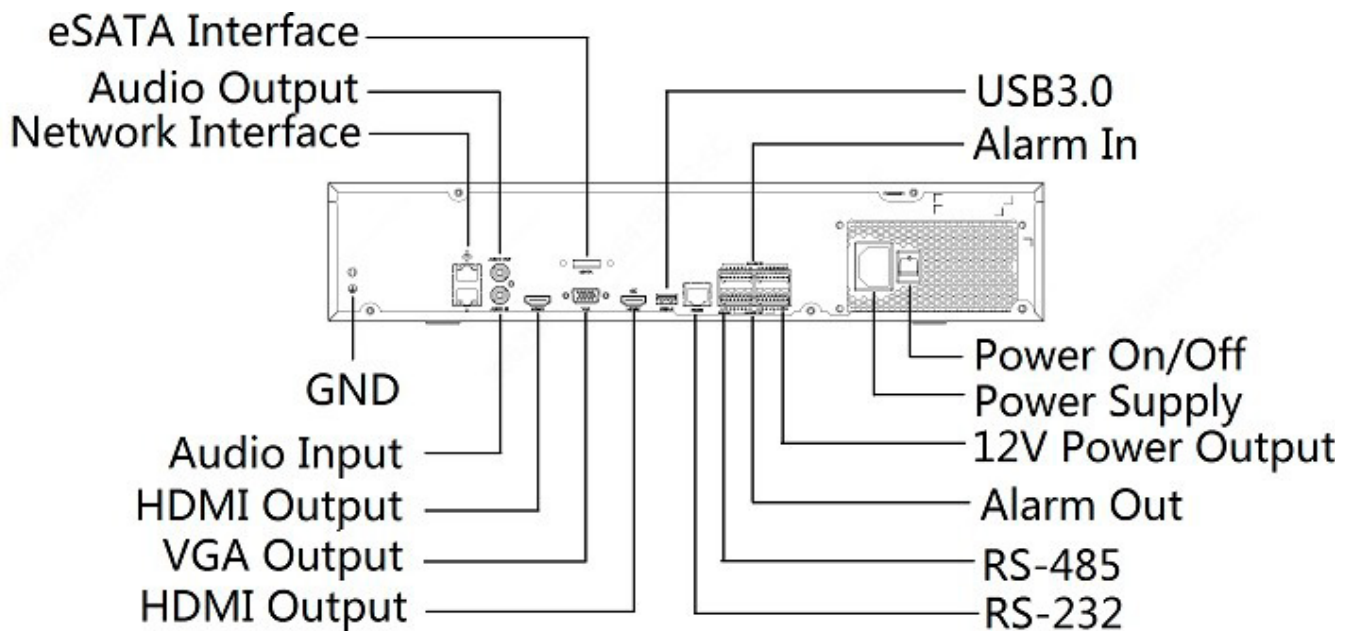 eSATA Interface
Audio Output
Network Interface
USB3.0
Alarm In
GND
Audio Input
HDMI Output
VGA Output
HDMI Output
Power On/Off
Power Supply
12V Power Output
Alarm Out
RS-485
RS-232